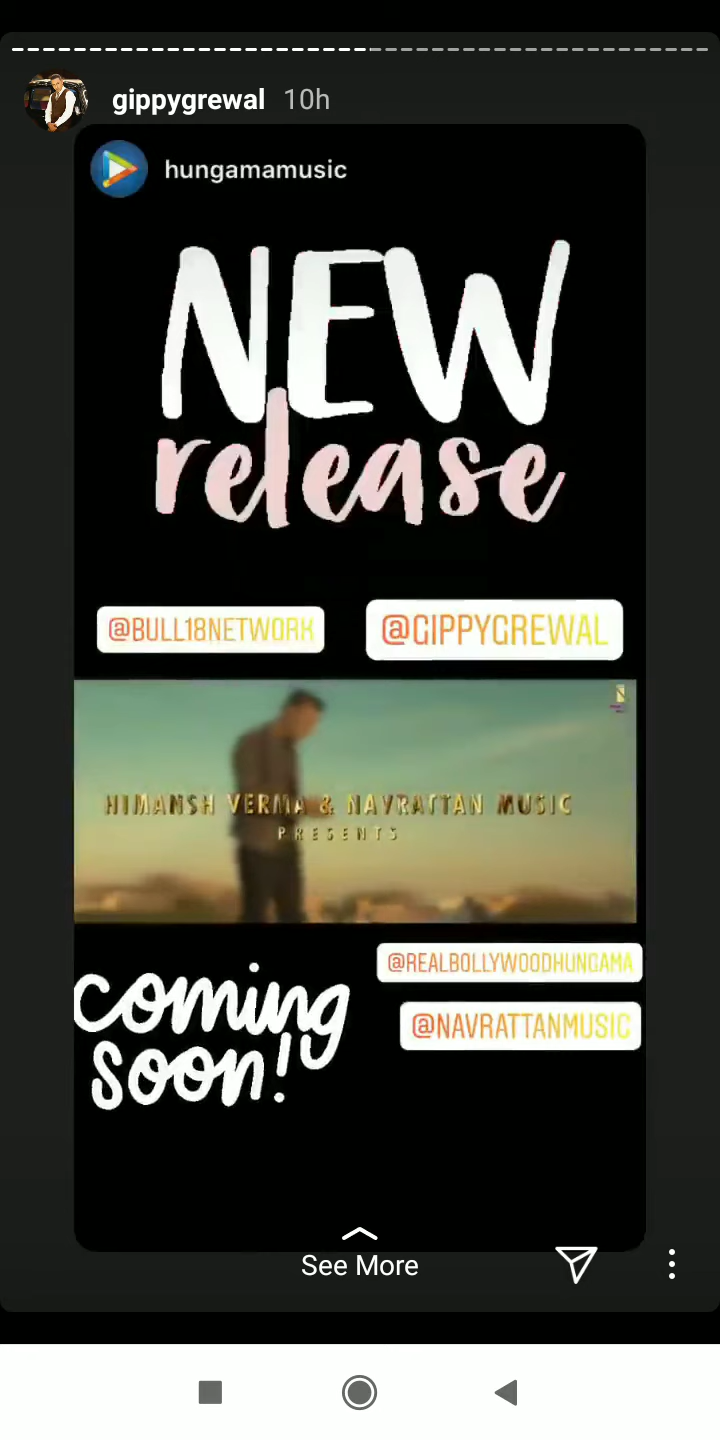 gippygrewal 10h
hungamamusic
NEW
release
@BULL18NETWORK
@GIPPYGREWAL
HIMANSH VERMA & NAVRATTAN MUSIC
PRESENTS
@REALBOLLYWOODHUNGAMA
coming
@NAVRATTANMUSIC
soon!
See More